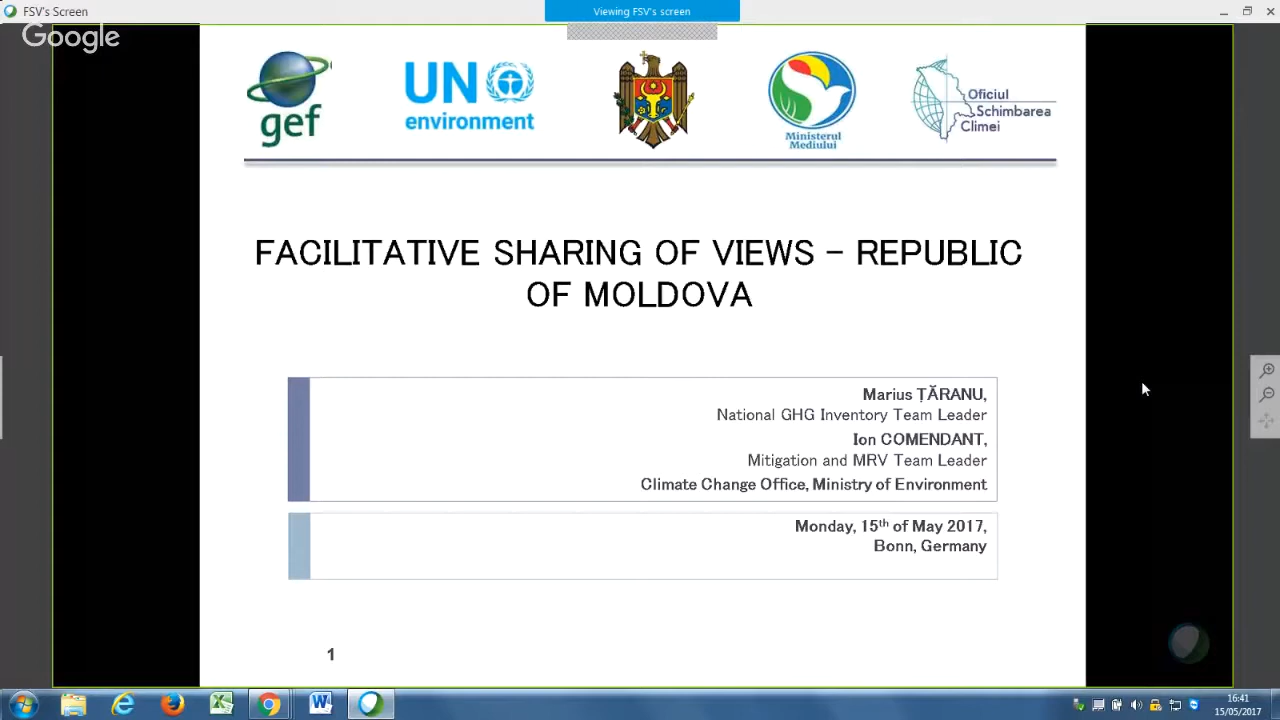 FSV's Screen
Viewing FSV's screen
Google
gef
UN
environment
Ministerul
Mediului
Oficiul
Schimbarea
Climei
FACILITATIVE SHARING OF VIEWS – REPUBLIC
OF MOLDOVA
Marius ȚĂRANU,
National GHG Inventory Team Leader
Ion COMENDANT,
Mitigation and MRV Team Leader
Climate Change Office, Ministry of Environment
Monday, 15th of May 2017,
Bonn, Germany
1
16:41
15/05/2017